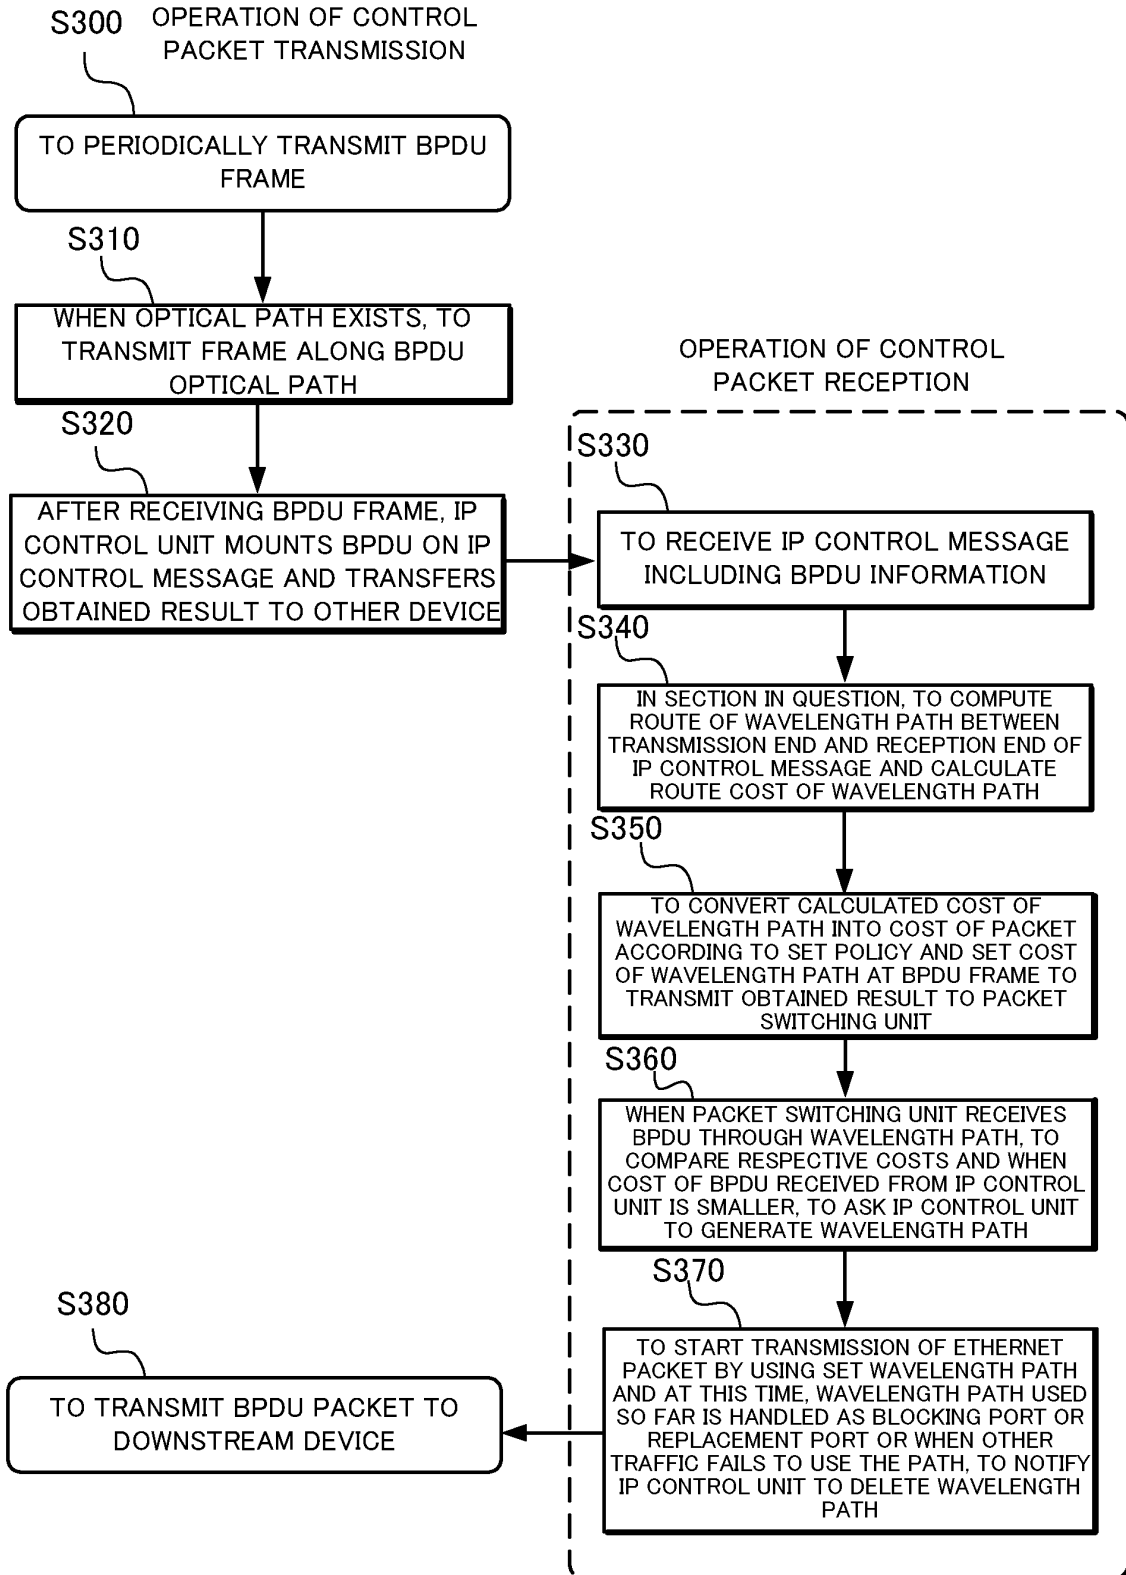 S300
OPERATION OF CONTROL
PACKET TRANSMISSION
TO PERIODICALLY TRANSMIT BPDU
FRAME
S310
WHEN OPTICAL PATH EXISTS, TO
TRANSMIT FRAME ALONG BPDU
OPTICAL PATH
S320
AFTER RECEIVING BPDU FRAME, IP
CONTROL UNIT MOUNTS BPDU ON IP
CONTROL MESSAGE AND TRANSFERS
OBTAINED RESULT TO OTHER DEVICE
OPERATION OF CONTROL
PACKET RECEPTION
S330
TO RECEIVE IP CONTROL MESSAGE
INCLUDING BPDU INFORMATION
S340
IN SECTION IN QUESTION, TO COMPUTE
ROUTE OF WAVELENGTH PATH BETWEEN
TRANSMISSION END AND RECEPTION END OF
IP CONTROL MESSAGE AND CALCULATE
ROUTE COST OF WAVELENGTH PATH
S350
TO CONVERT CALCULATED COST OF
WAVELENGTH PATH INTO COST OF PACKET
ACCORDING TO SET POLICY AND SET COST
OF WAVELENGTH PATH AT BPDU FRAME TO
TRANSMIT OBTAINED RESULT TO PACKET
SWITCHING UNIT
S360
WHEN PACKET SWITCHING UNIT RECEIVES
BPDU THROUGH WAVELENGTH PATH, TO
COMPARE RESPECTIVE COSTS AND WHEN
COST OF BPDU RECEIVED FROM IP CONTROL
UNIT IS SMALLER, TO ASK IP CONTROL UNIT
TO GENERATE WAVELENGTH PATH
S370
TO START TRANSMISSION OF ETHERNET
PACKET BY USING SET WAVELENGTH PATH
AND AT THIS TIME, WAVELENGTH PATH USED
SO FAR IS HANDLED AS BLOCKING PORT OR
REPLACEMENT PORT OR WHEN OTHER
TRAFFIC FAILS TO USE THE PATH, TO NOTIFY
IP CONTROL UNIT TO DELETE WAVELENGTH
PATH
S380
TO TRANSMIT BPDU PACKET TO
DOWNSTREAM DEVICE